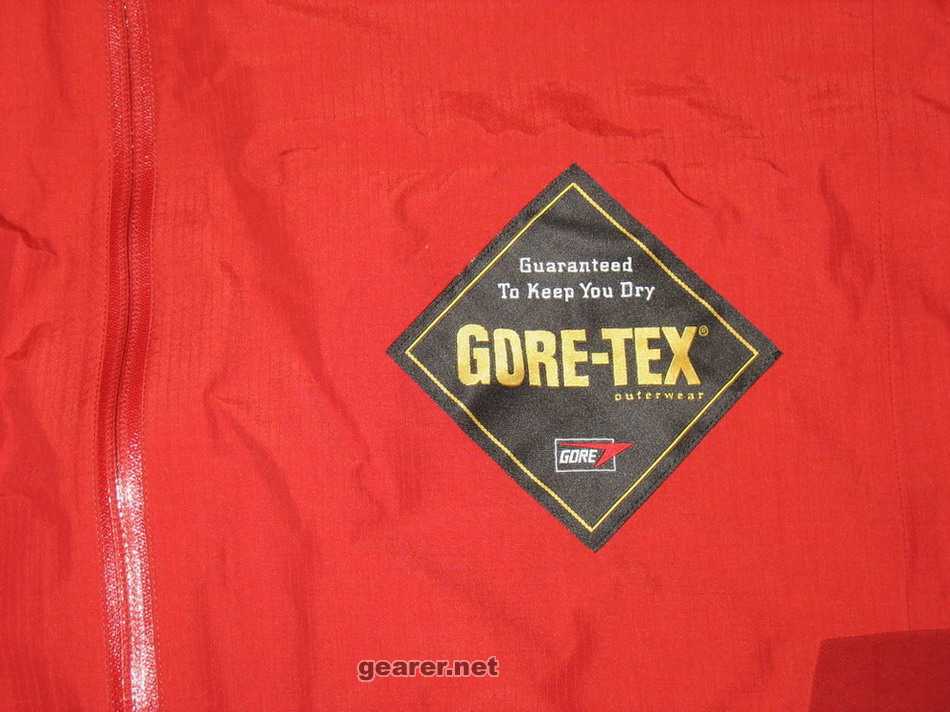 Guaranteed
To Keep You Dry
GORE-TEX®
outerwear
GORE
gearer.net